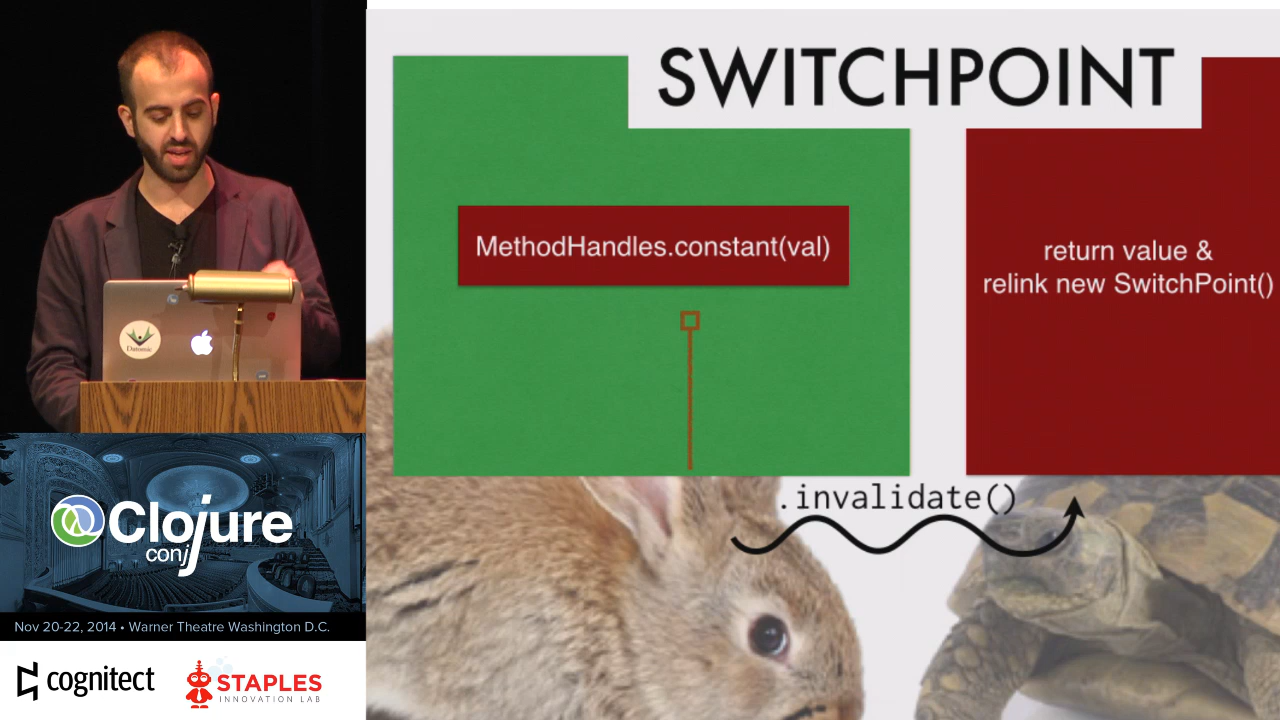 SWITCHPOINT
MethodHandles.constant(val)
return value &
relink new SwitchPoint()
.invalidate()
Datomic
Clojure
conj
Nov 20-22, 2014 • Warner Theatre Washington D.C.
cognitect
STAPLES
INNOVATION LAB